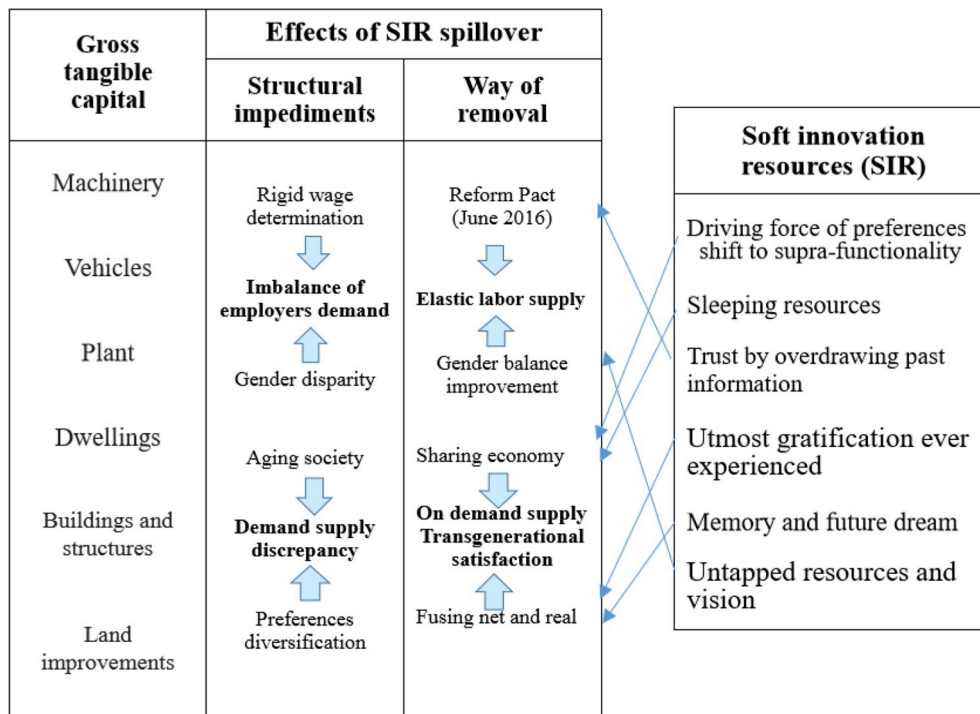 Gross
tangible
capital
Effects of SIR spillover
Structural
impediments
Way of
removal
Machinery
Vehicles
Plant
Dwellings
Buildings and
structures
Land
improvements
Rigid wage
determination
Imbalance of
employers demand
Gender disparity
Aging society
Demand supply
discrepancy
Preferences
diversification
Reform Pact
(June 2016)
Elastic labor supply
Gender balance
improvement
Sharing economy
On demand supply
Transgenerational
satisfaction
Fusing net and real
Soft innovation
resources (SIR)
Driving force of preferences
shift to supra-functionality
Sleeping resources
Trust by overdrawing past
information
Utmost gratification ever
experienced
Memory and future dream
Untapped resources and
vision